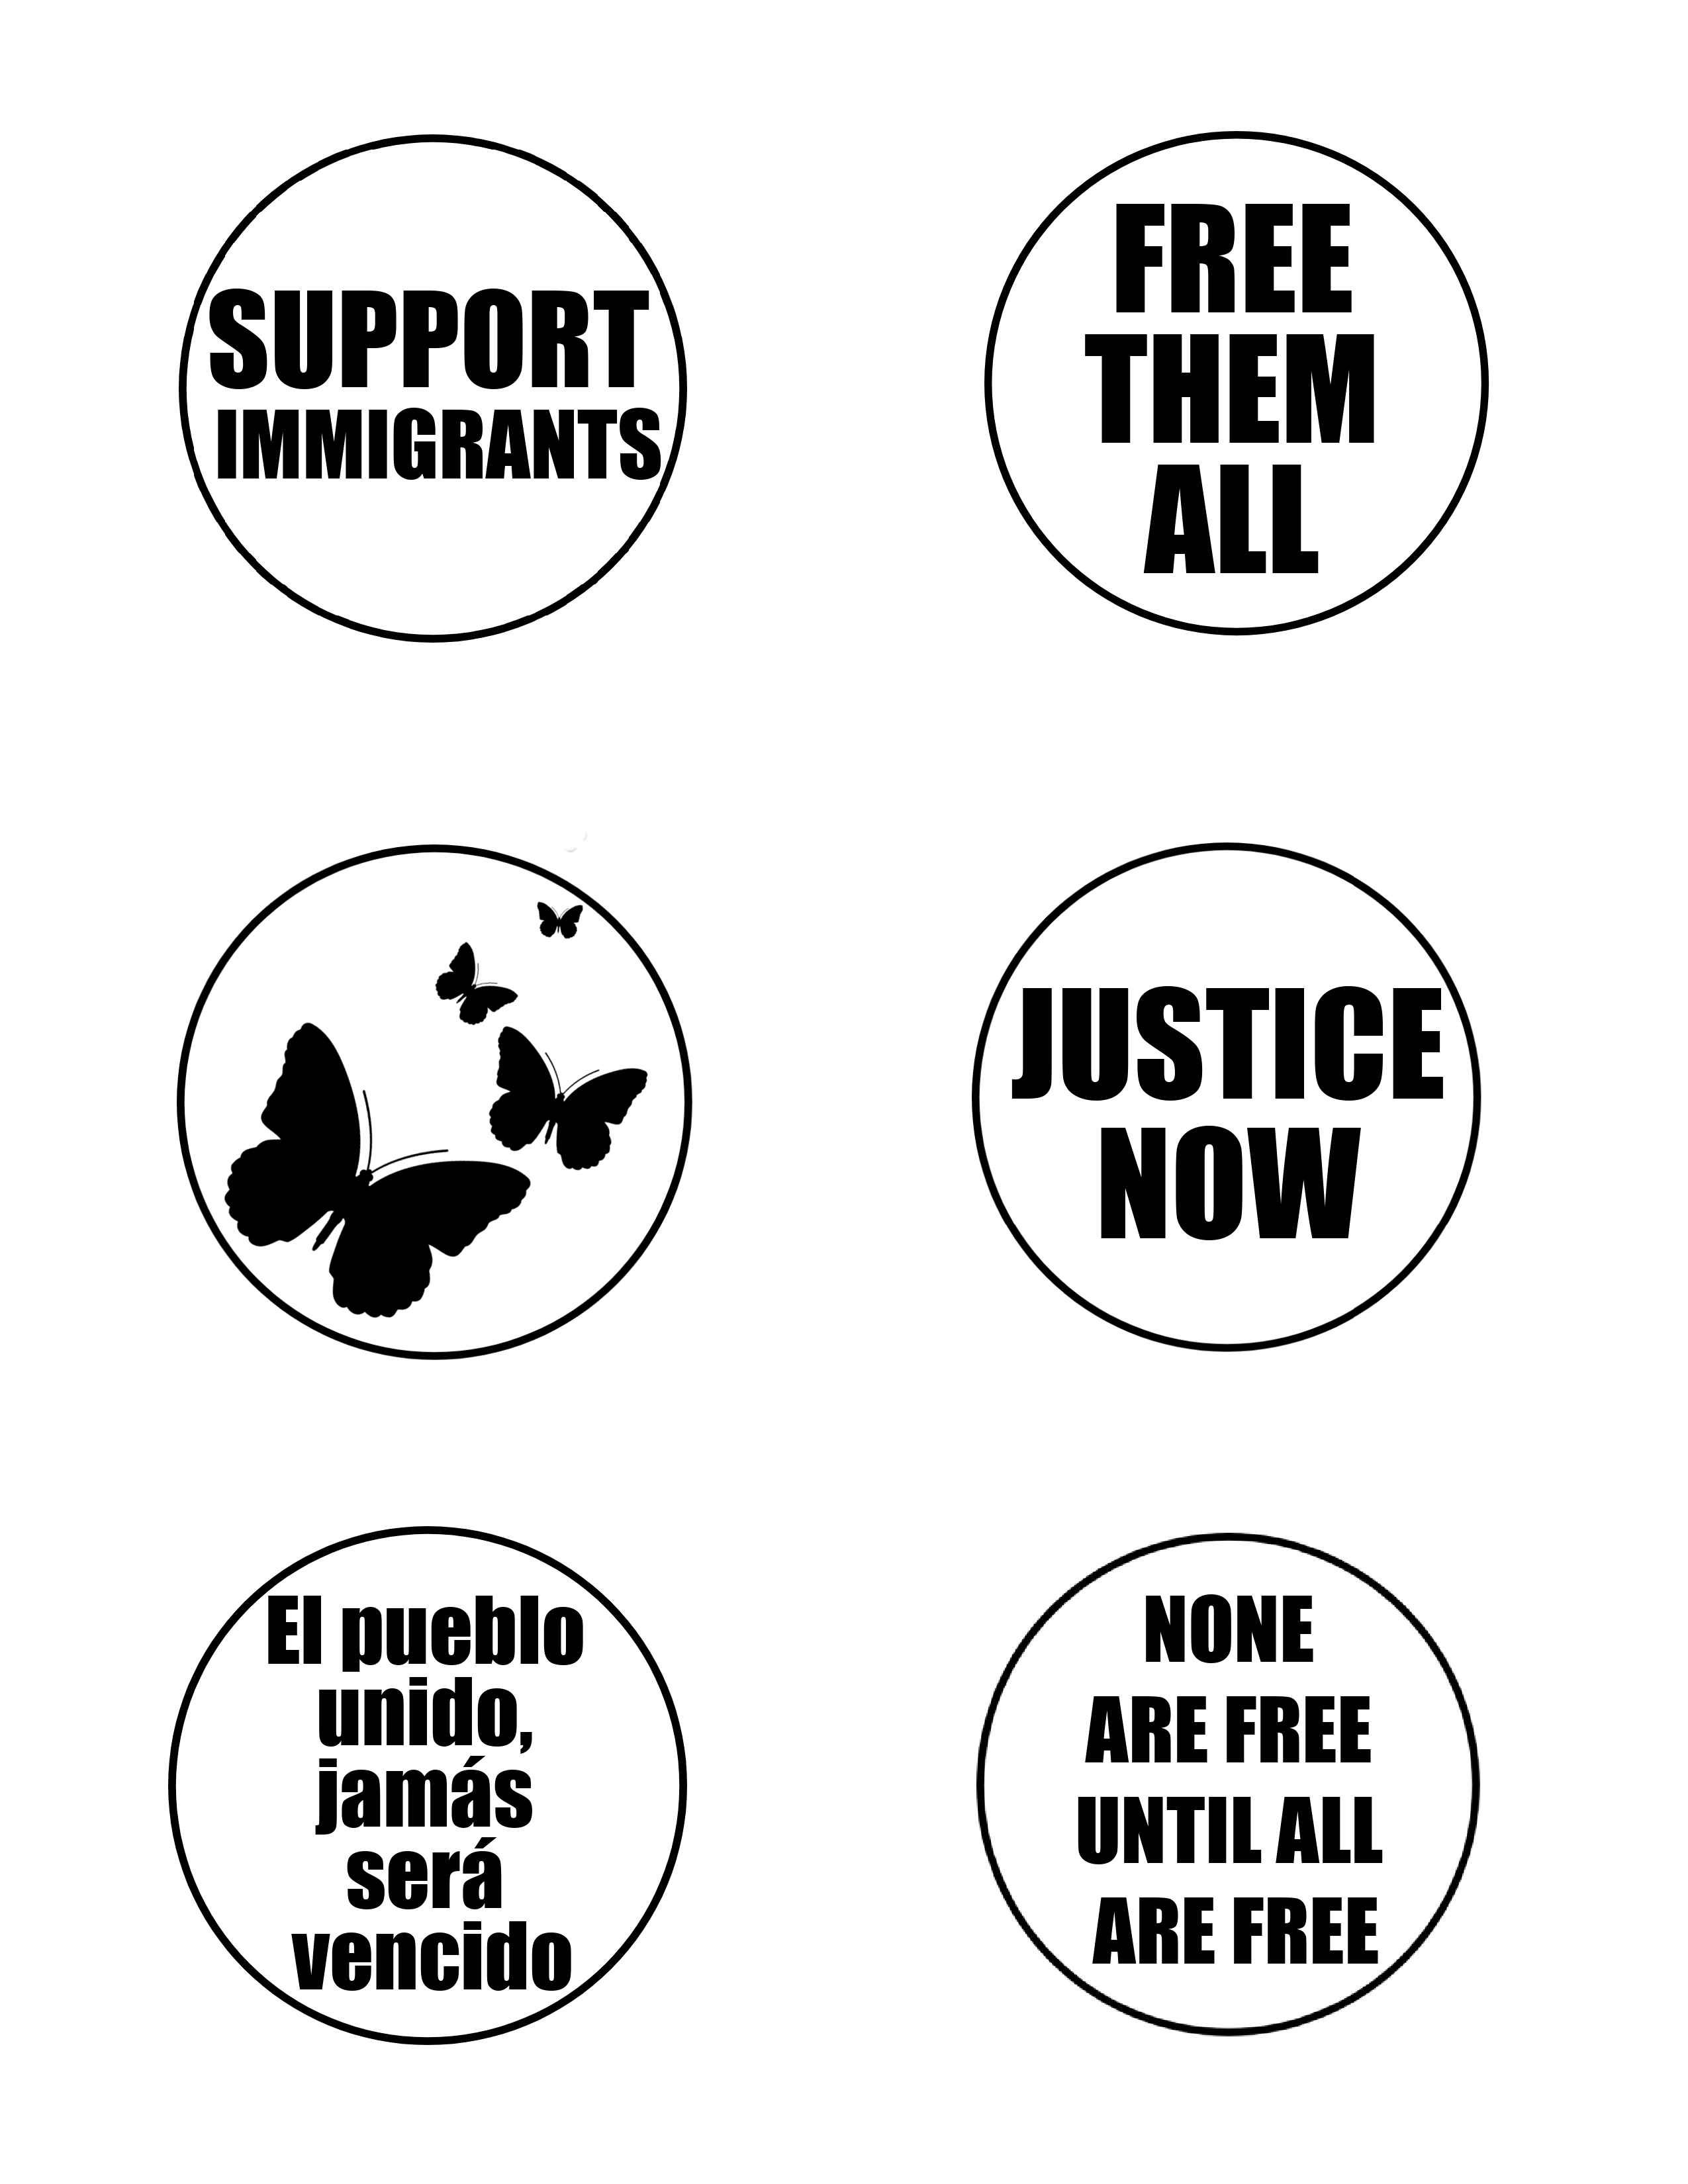 SUPPORT
IMMIGRANTS
FREE
THEM
ALL
JUSTICE
NOW
El pueblo
unido,
jamás
será
vencido
NONE
ARE FREE
UNTIL ALL
ARE FREE